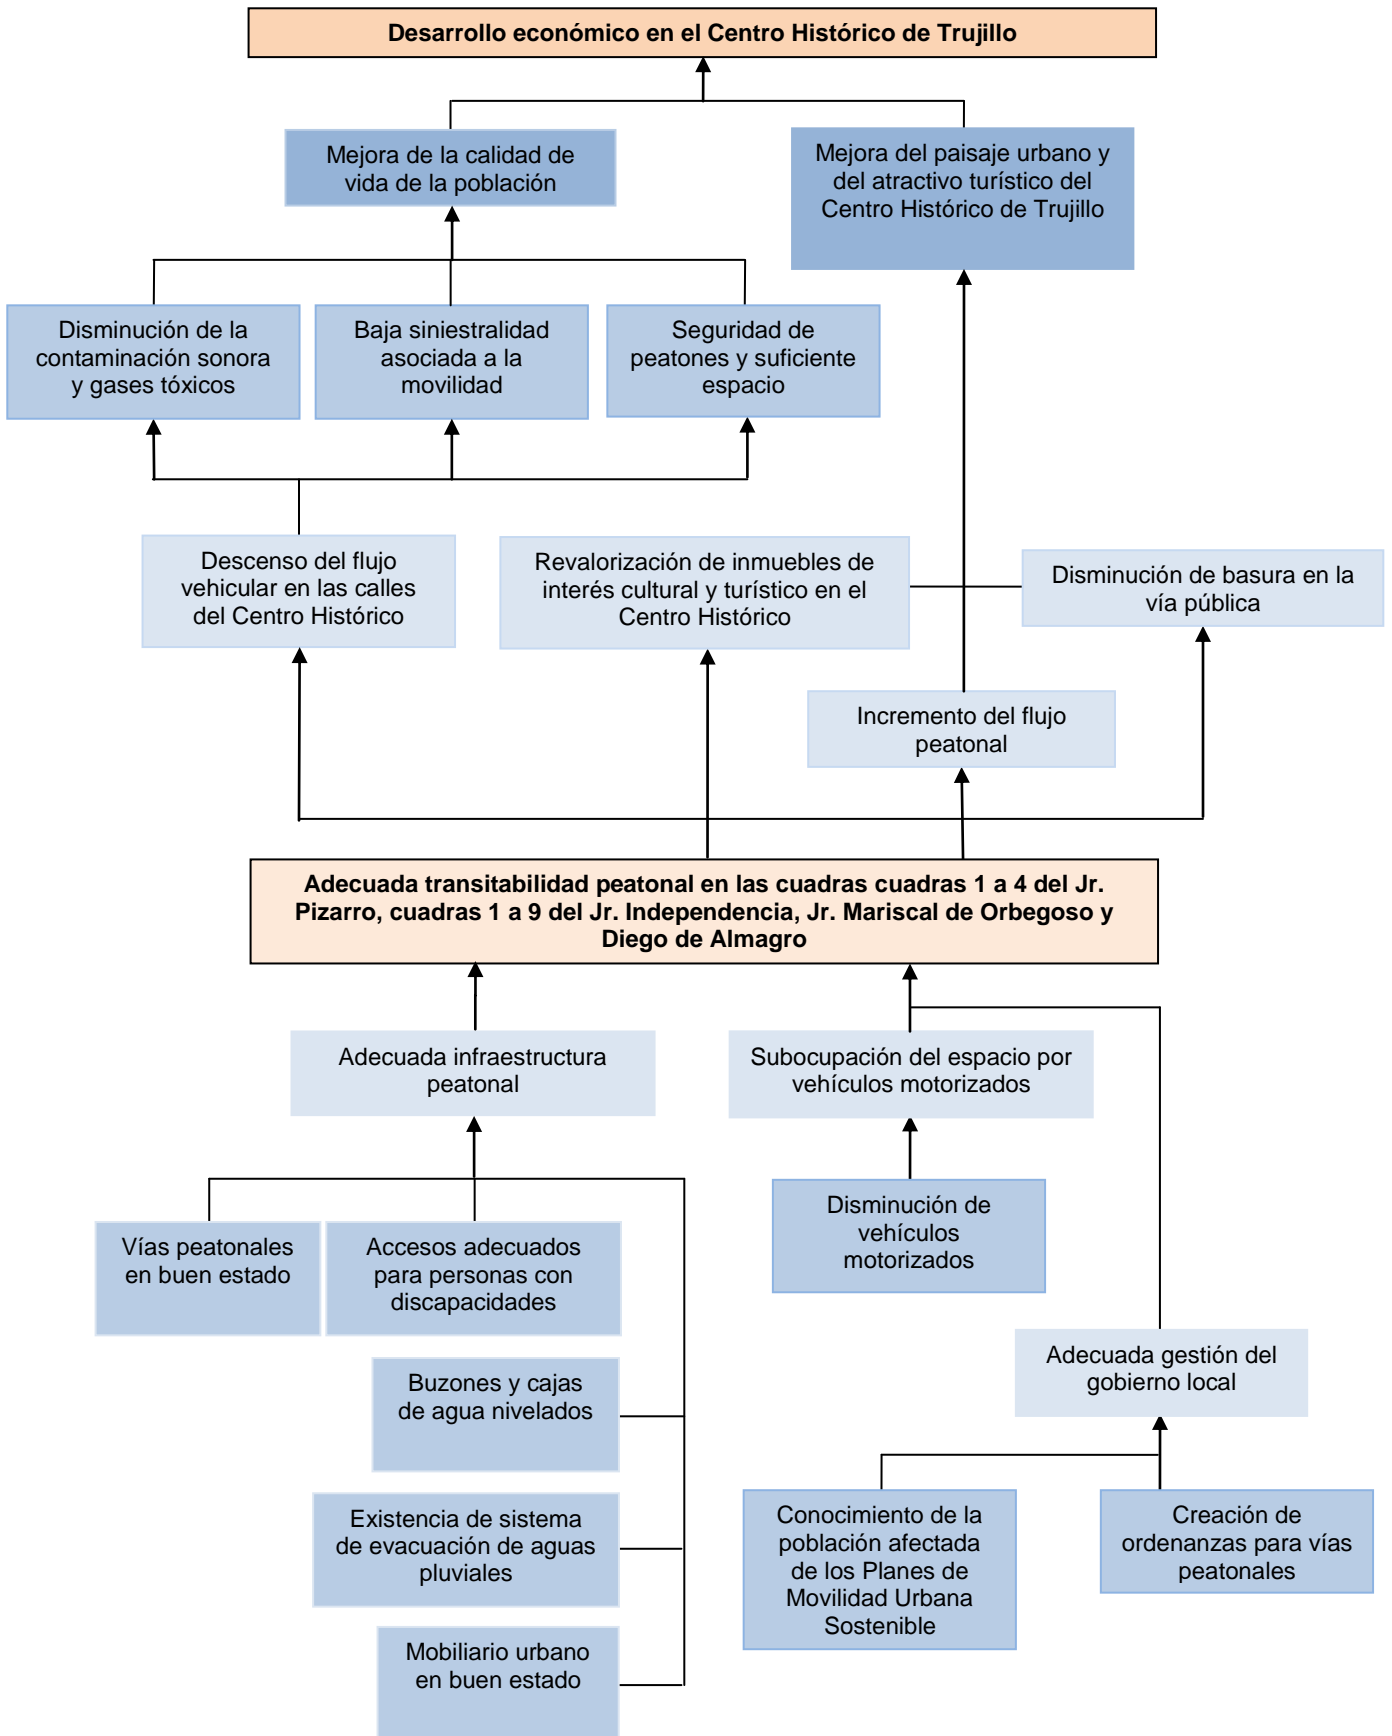 Desarrollo económico en el Centro Histórico de Trujillo
Mejora de la calidad de
vida de la población
Mejora del paisaje urbano y
del atractivo turístico del
Centro Histórico de Trujillo
Disminución de la
contaminación sonora
y gases tóxicos
Baja siniestralidad
asociada a la
movilidad
Seguridad de
peatones y suficiente
espacio
Descenso del flujo
vehicular en las calles
del Centro Histórico
Revalorización de inmuebles de
interés cultural y turístico en el
Centro Histórico
Disminución de basura en la
vía pública
Incremento del flujo
peatonal
Adecuada transitabilidad peatonal en las cuadras cuadras 1 a 4 del Jr.
Pizarro, cuadras 1 a 9 del Jr. Independencia, Jr. Mariscal de Orbegoso y
Diego de Almagro
Adecuada infraestructura
peatonal
Subocupación del espacio por
vehículos motorizados
Vías peatonales
en buen estado
Accesos adecuados
para personas con
discapacidades
Disminución de
vehículos
motorizados
Buzones y cajas
de agua nivelados
Adecuada gestión del
gobierno local
Existencia de sistema
de evacuación de aguas
pluviales
Conocimiento de la
población afectada
de los Planes de
Movilidad Urbana
Sostenible
Creación de
ordenanzas para vías
peatonales
Mobiliario urbano
en buen estado